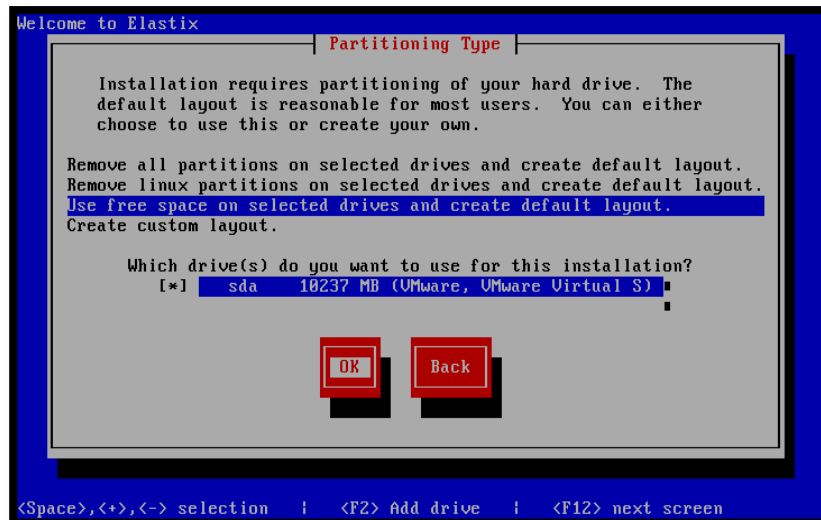 Welcome to Elastix
Partitioning Type
Installation requires partitioning of your hard drive. The
default layout is reasonable for most users. You can either
choose to use this or create your own.
Remove all partitions on selected drives and create default layout.
Remove linux partitions on selected drives and create default layout.
Use free space on selected drives and create default layout.
Create custom layout.
Which drive(s) do you want to use for this installation?
[*] sda 10237 MB (VMware, VMware Virtual S)
OK Back
<Space>,<+>,<-> selection | <F2> Add drive | <F12> next screen